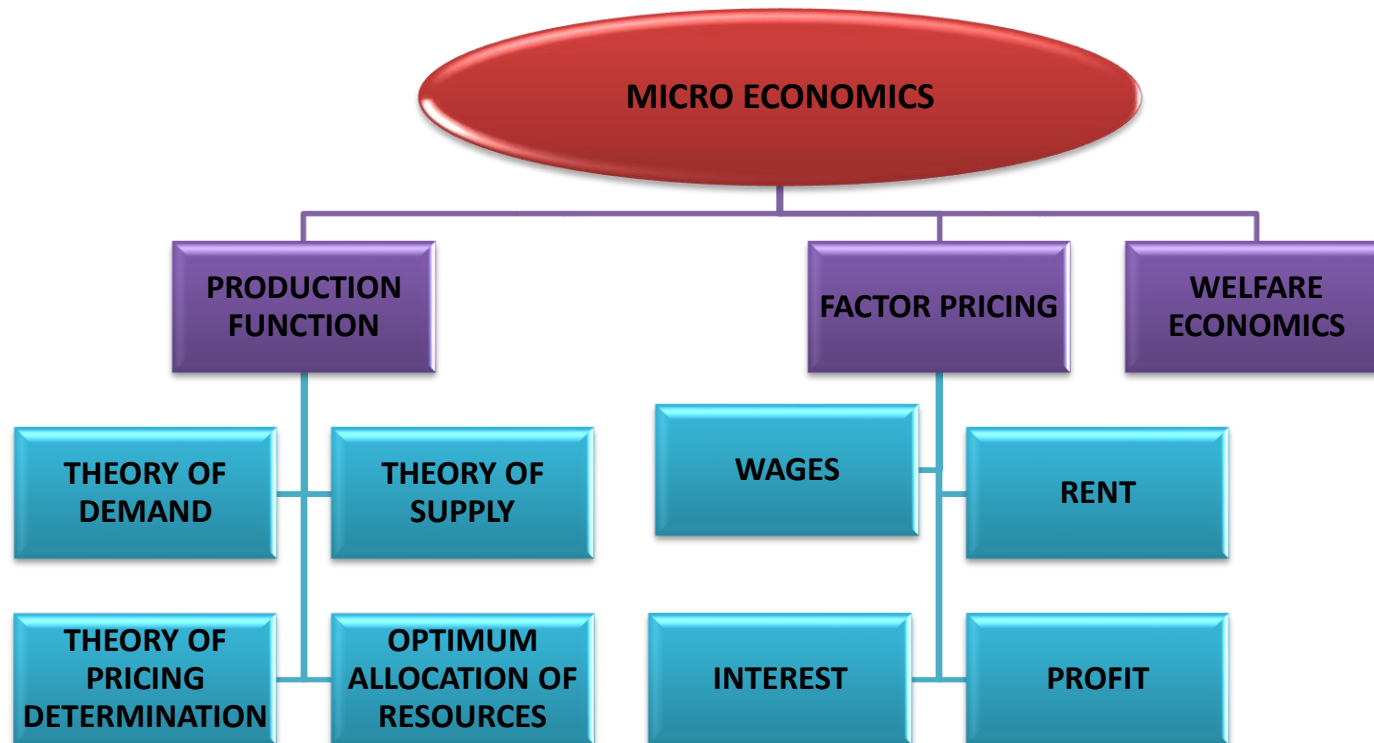 MICRO ECONOMICS
PRODUCTION
FUNCTION
FACTOR PRICING
WELFARE
ECONOMICS
THEORY OF
DEMAND
THEORY OF
SUPPLY
WAGES
RENT
THEORY OF
PRICING
DETERMINATION
OPTIMUM
ALLOCATION OF
RESOURCES
INTEREST
PROFIT